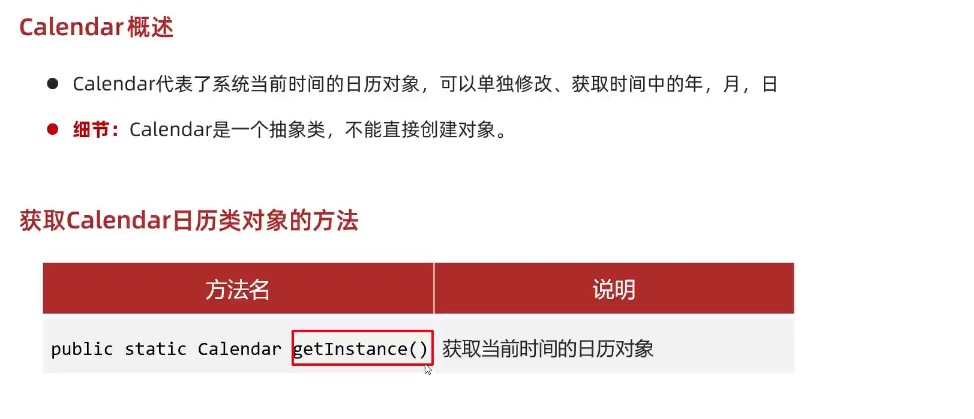 Calendar概述
Calendar代表了系统当前时间的日历对象，可以单独修改、获取时间中的年，月，日
细节：Calendar是一个抽象类，不能直接创建对象。
获取Calendar日历类对象的方法
方法名 说明
public static Calendar getInstance() 获取当前时间的日历对象